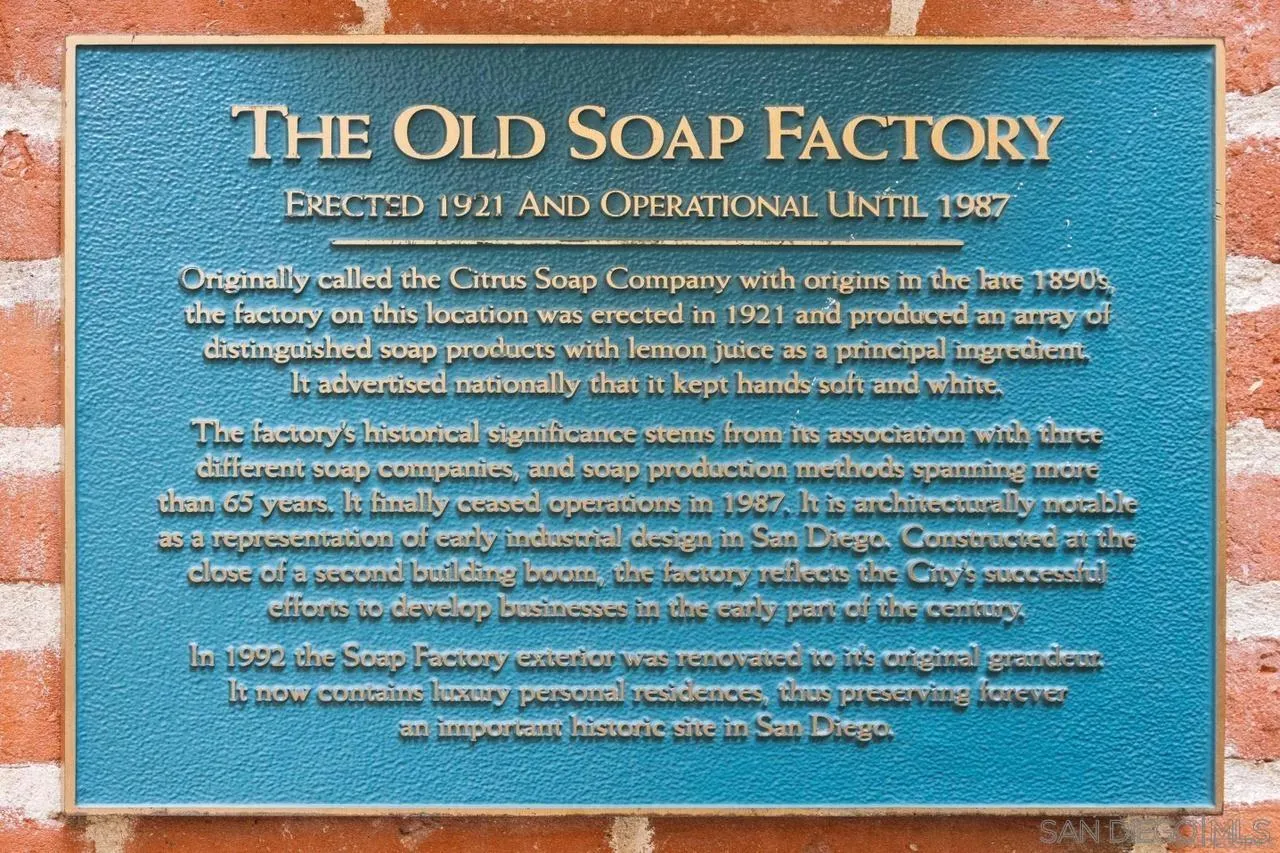 THE OLD SOAP FACTORY
ERECTED 1921 AND OPERATIONAL UNTIL 1987
Originally called the Citrus Soap Company with origins in the late 1890's,
the factory on this location was erected in 1921 and produced an array of
distinguished soap products with lemon juice as a principal ingredient.
It advertised nationally that it kept hands soft and white.
The factory's historical significance stems from its association with three
different soap companies, and soap production methods spanning more
than 65 years. It finally ceased operations in 1987. It is architecturally notable
as a representation of early industrial design in San Diego. Constructed at the
close of a second building boom, the factory reflects the City's successful
efforts to develop businesses in the early part of the century.
In 1992 the Soap Factory exterior was renovated to it's original grandeur.
It now contains luxury personal residences, thus preserving forever
an important historic site in San Diego.
SAN DIEGO MLS